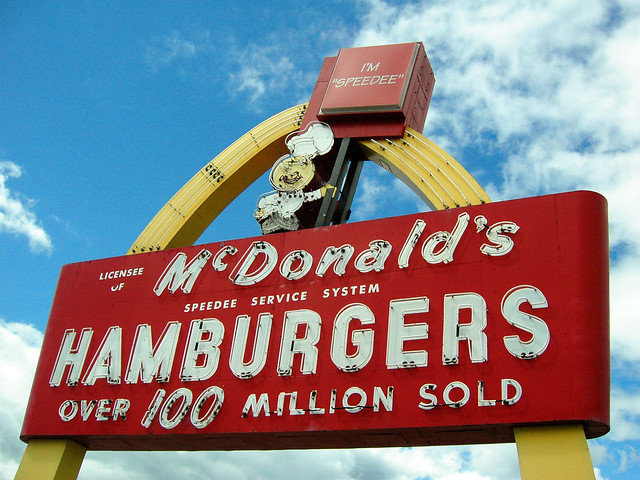 I'M
"SPEEDEE"
LICENSEE
OF
McDonald's
SPEEDEE SERVICE SYSTEM
HAMBURGERS
OVER 100 MILLION SOLD